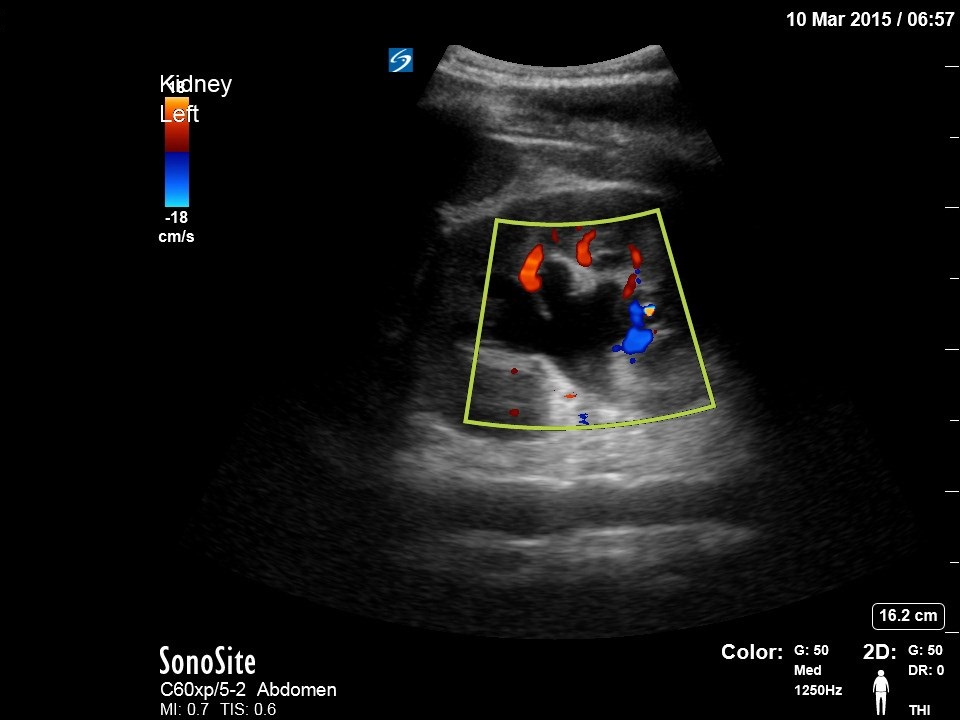 10 Mar 2015 / 06:57
Kidney
Left
-18
cm/s
16.2 cm
SonoSite
C60xp/5-2 Abdomen
MI: 0.7 TIS: 0.6
Color:
G: 50
Med
1250Hz
2D:
G: 50
DR: 0
THI